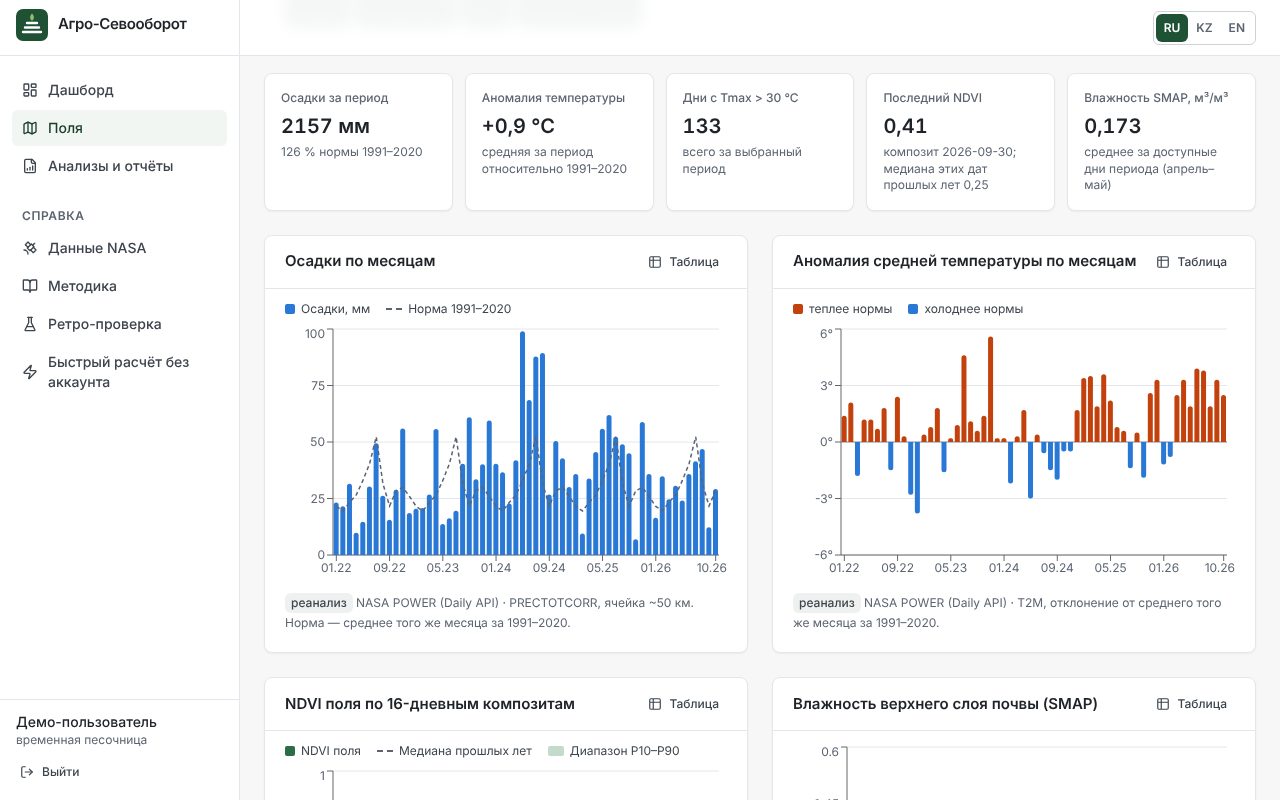 Агро-Севооборот
RU KZ EN
Дашборд
Поля
Анализы и отчёты
СПРАВКА
Данные NASA
Методика
Ретро-проверка
Быстрый расчёт без
аккаунта
Демо-пользователь
временная песочница
Выйти
Осадки за период
2157 мм
126 % нормы 1991–2020
Аномалия температуры
+0,9 °C
средняя за период
относительно 1991–2020
Дни с Tmax > 30 °C
133
всего за выбранный
период
Последний NDVI
0,41
композит 2026-09-30;
медиана этих дат
прошлых лет 0,25
Влажность SMAP, м³/м³
0,173
среднее за доступные
дни периода (апрель–
май)
Осадки по месяцам
Таблица
Осадки, мм Норма 1991–2020
100
75
50
25
0
01.22 09.22 05.23 01.24 09.24 05.25 01.26 10.26
реанализ NASA POWER (Daily API) · PRECTOTCORR, ячейка ~50 км.
Норма — среднее того же месяца за 1991–2020.
Аномалия средней температуры по месяцам
Таблица
теплее нормы холоднее нормы
6°
3°
0°
-3°
-6°
01.22 09.22 05.23 01.24 09.24 05.25 01.26 10.26
реанализ NASA POWER (Daily API) · T2M, отклонение от среднего того
же месяца за 1991–2020.
NDVI поля по 16-дневным композитам
Таблица
NDVI поля Медиана прошлых лет Диапазон P10–P90
1
Влажность верхнего слоя почвы (SMAP)
Таблица
0.6